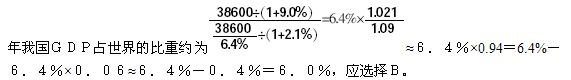 年我国ＧＤＰ占世界的比重约为 38600÷(1+9.0%) / (38600/6.4% ÷(1+2.1%)) =6.4%× 1.021/1.09 ≈６．４％×0.94＝6.4%－
６．４％×０．０６≈６.４％－０．４％＝６．０％，应选择Ｂ。